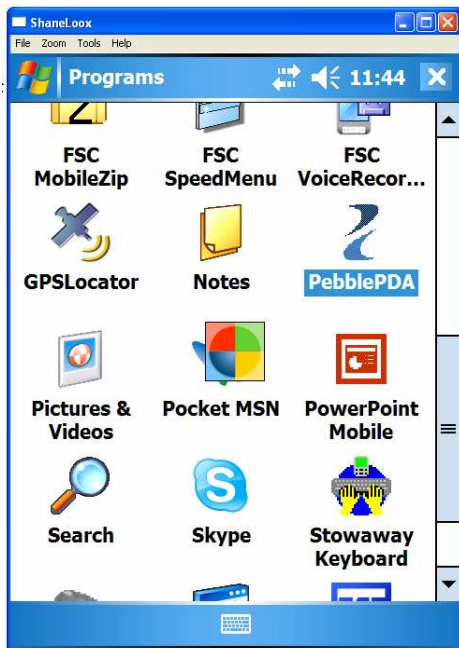 ShaneLoox
File Zoom Tools Help
Programs 11:44
FSC FSC FSC
MobileZip SpeedMenu VoiceRecor...
GPSLocator Notes PebblePDA
Pictures & Pocket MSN PowerPoint
Videos Mobile
Search Skype Stowaway
Keyboard